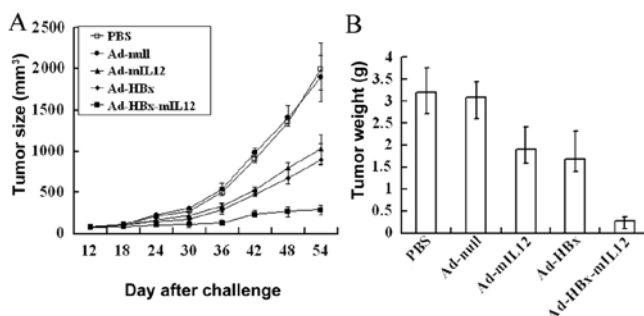 A
2500
2000
1500
1000
500
0
Tumor size (mm³)
PBS
Ad-null
Ad-mIL12
Ad-HBx
Ad-HBx-mIL12
12 18 24 30 36 42 48 54
Day after challenge
B
Tumor weight (g)
4
3.5
3
2.5
2
1.5
1
0.5
0
PBS
Ad-null
Ad-mIL12
Ad-HBx
Ad-HBx-mIL12